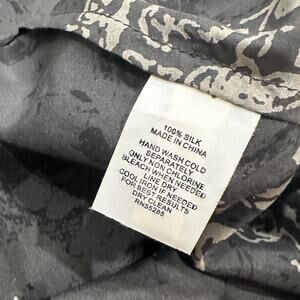 100% SILK
MADE IN CHINA
HAND WASH COLD
SEPARATELY
ONLY NON CHLORINE
BLEACH WHEN NEEDED
LINE DRY
COOL IRON IF NEEDED
FOR BEST RESULTS
DRY CLEAN
RN55285